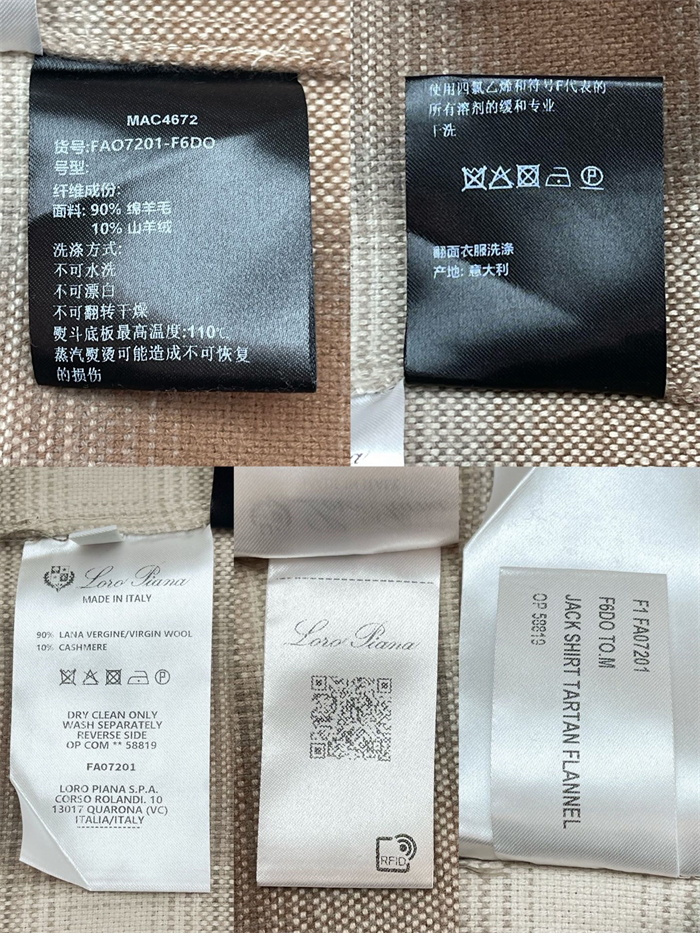 MAC4672
货号:FAO7201-F6DO
号型:
纤维成份:
面料: 90% 绵羊毛
10% 山羊绒
洗涤方式:
不可水洗
不可漂白
不可翻转干燥
熨斗底板最高温度:110℃
蒸汽熨烫可能造成不可恢复
的损伤
使用四氯乙烯和符号F代表的
所有溶剂的缓和专业
干洗
P
翻面衣服洗涤
产地: 意大利
Loro Piana
MADE IN ITALY
90% LANA VERGINE/VIRGIN WOOL
10% CASHMERE
P
DRY CLEAN ONLY
WASH SEPARATELY
REVERSE SIDE
OP COM ** 58819
FA07201
LORO PIANA S.P.A.
CORSO ROLANDI. 10
13017 QUARONA (VC)
ITALIA/ITALY
Loro Piana
RFID
F1 FA07201
F6DO TO.M
JACK SHIRT TARTAN FLANNEL
OP 58819